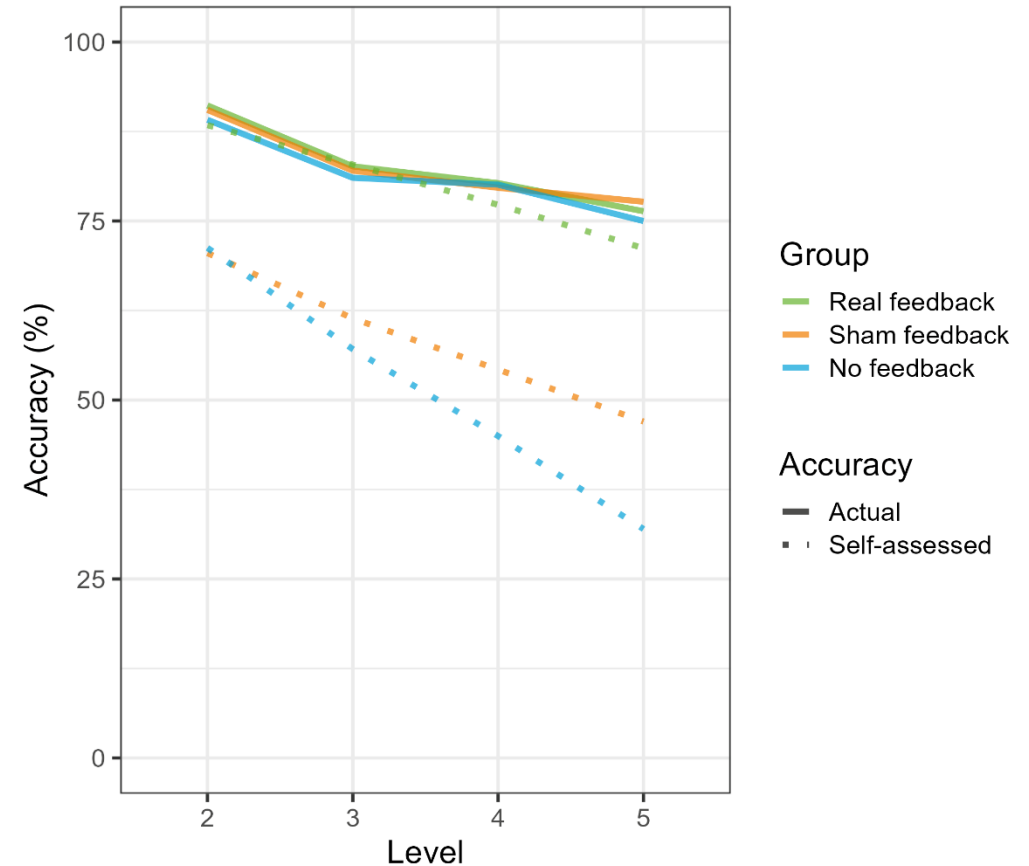 100
75
50
25
0
2 3 4 5
Level
Accuracy (%)
Group
Real feedback
Sham feedback
No feedback
Accuracy
Actual
Self-assessed